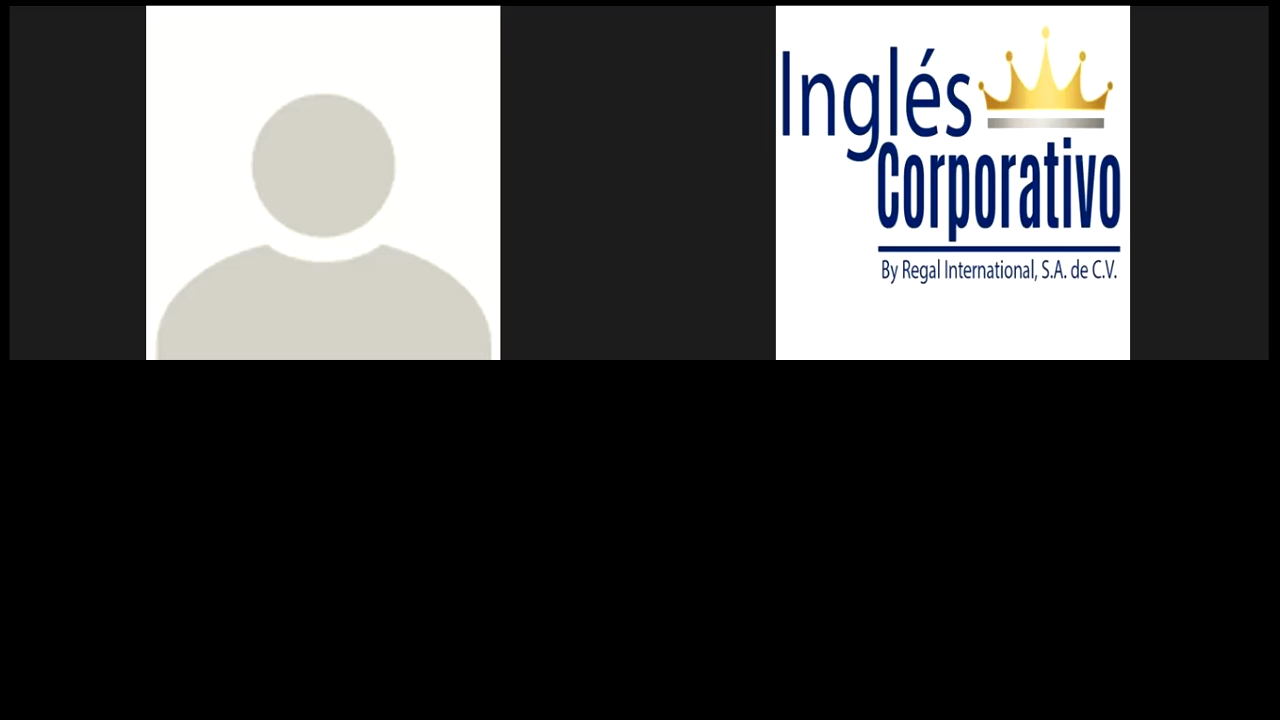 Inglés
Corporativo
By Regal International, S.A. de C.V.